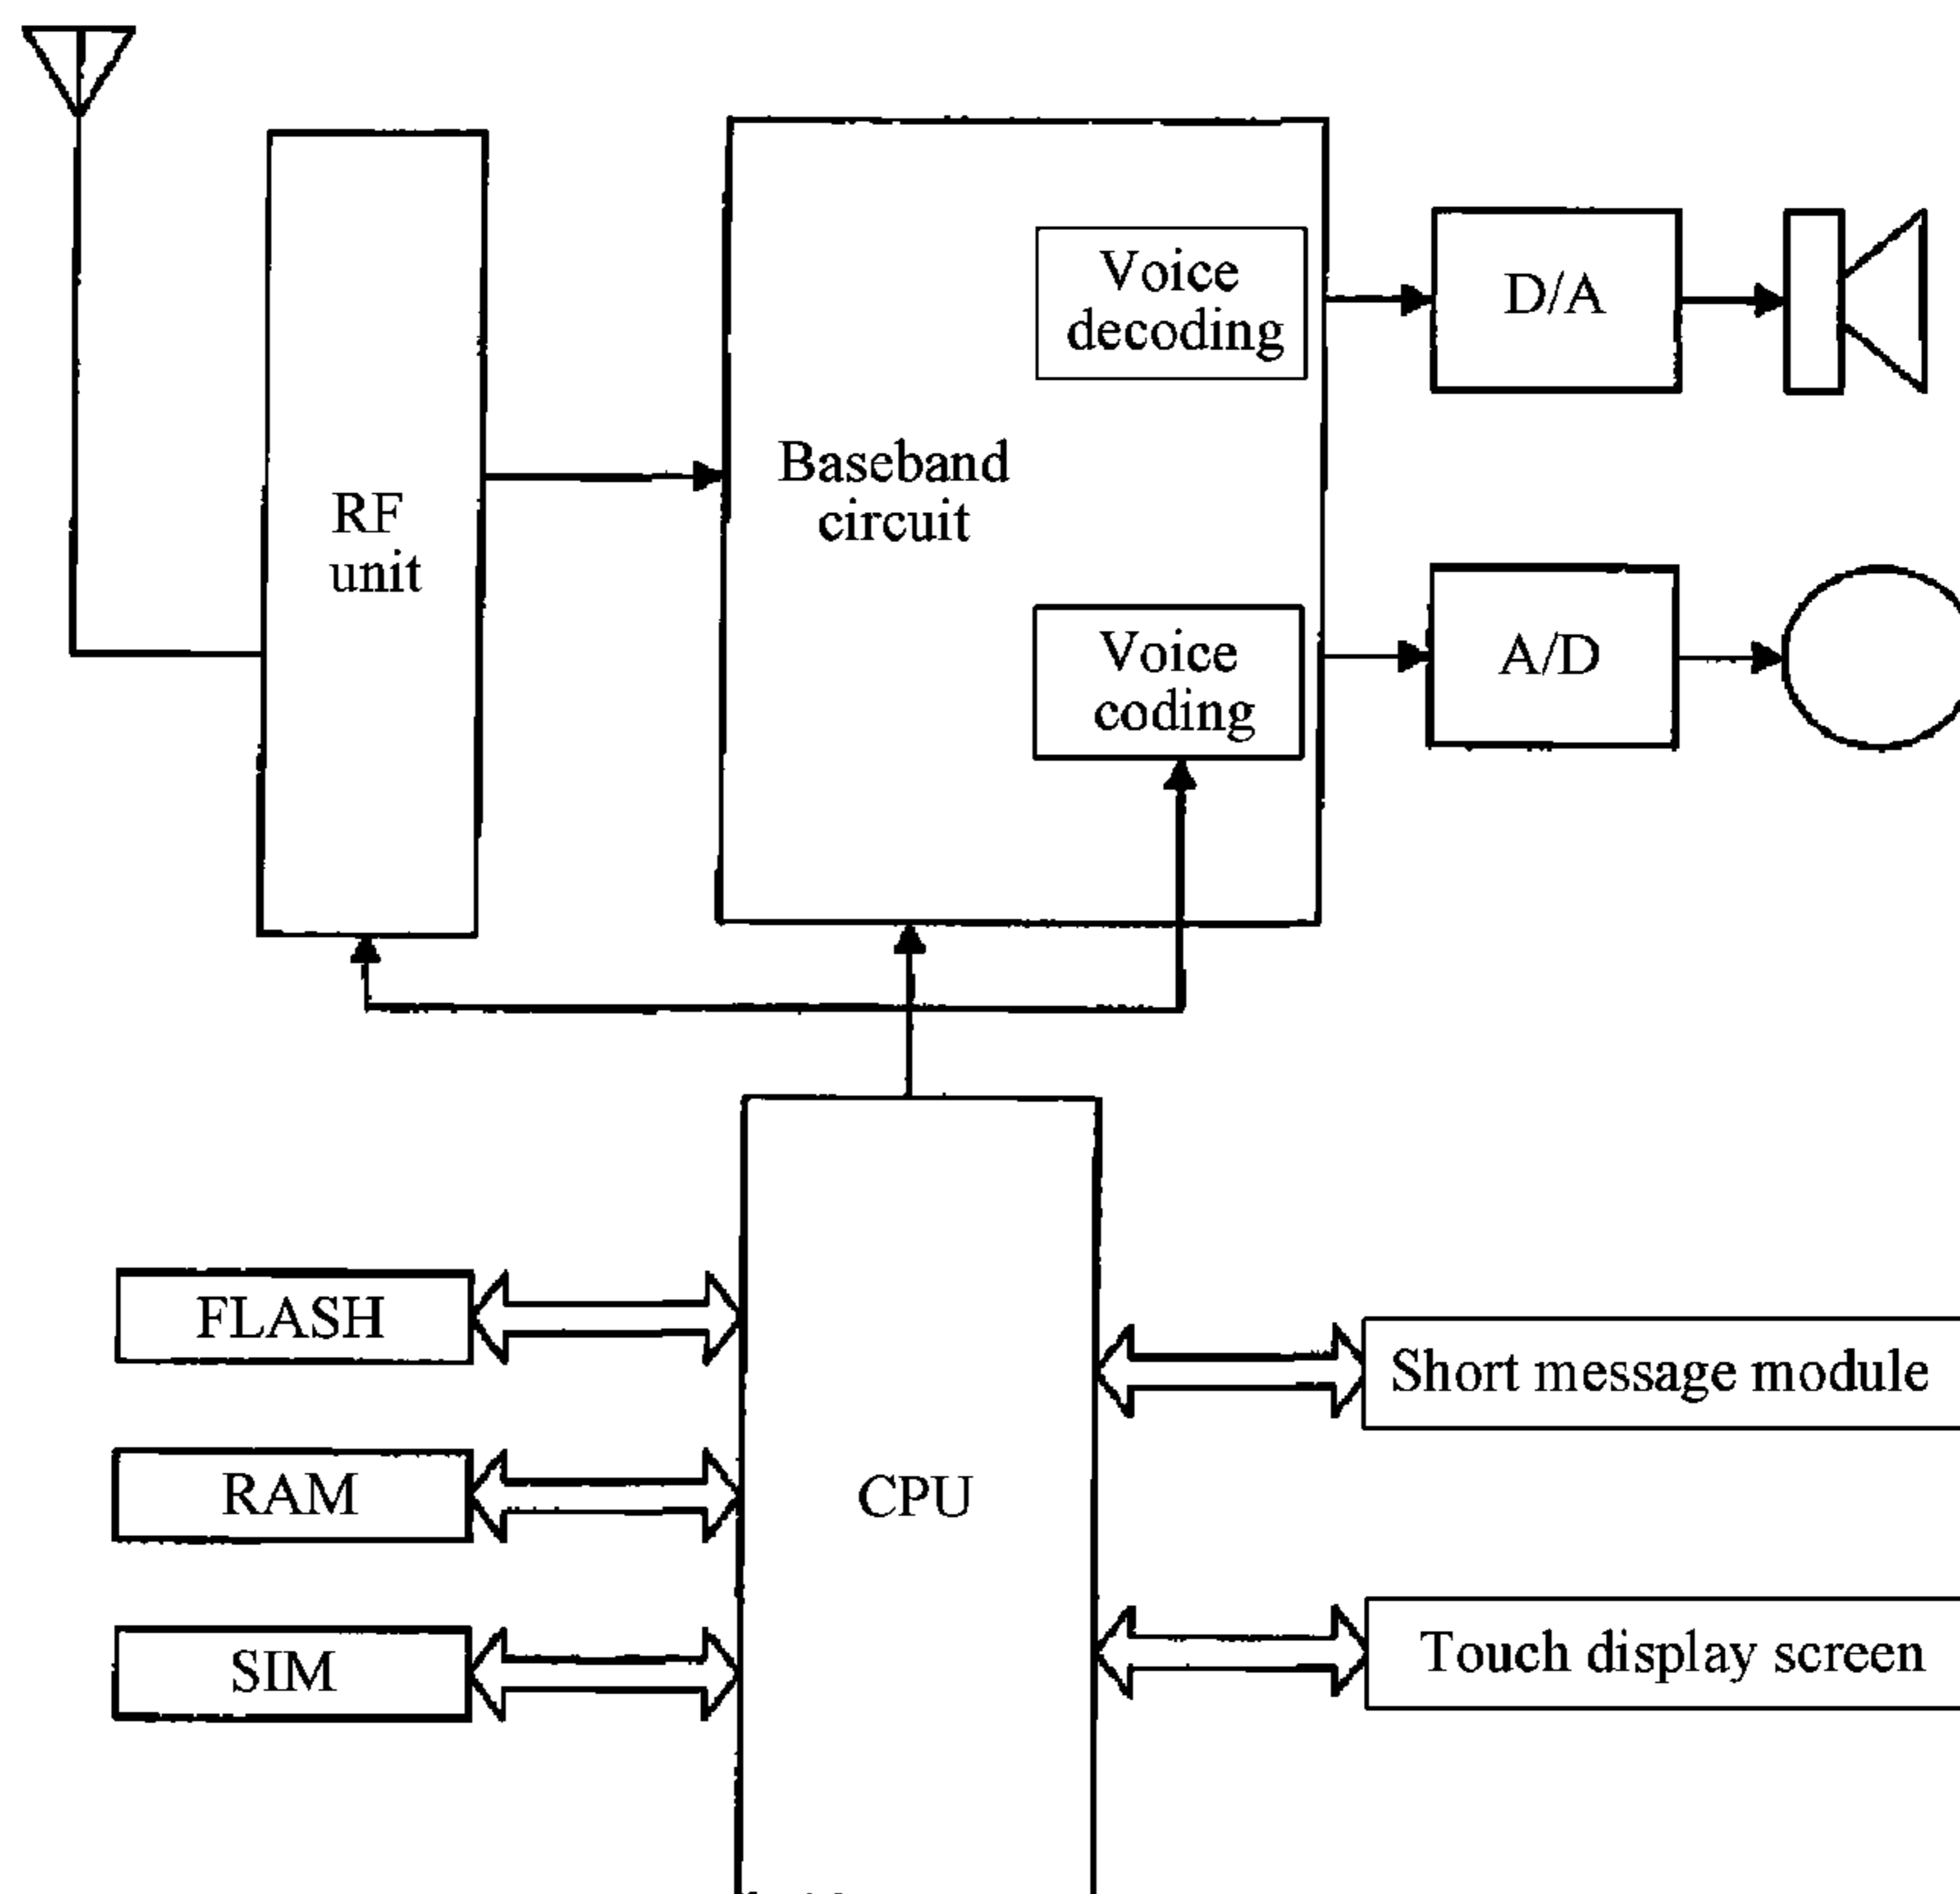 Voice
decoding
D/A
Baseband
circuit
RF
unit
Voice
coding
A/D
FLASH
Short message module
RAM
CPU
SIM
Touch display screen